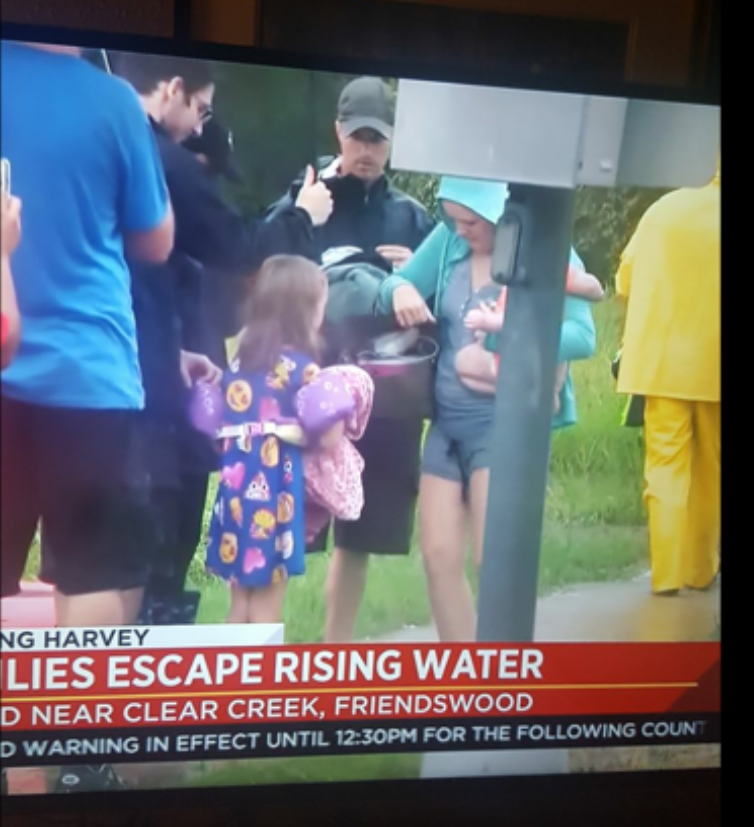 NG HARVEY
LIES ESCAPE RISING WATER
D NEAR CLEAR CREEK, FRIENDSWOOD
D WARNING IN EFFECT UNTIL 12:30PM FOR THE FOLLOWING COUNT